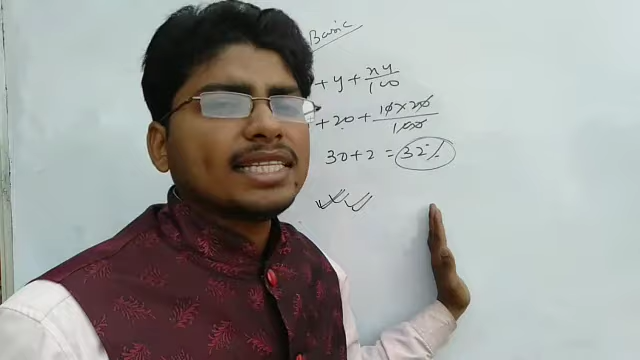 Basic
+ y + xy/100
+ 20 + 10×20/100
30+2 = 32%